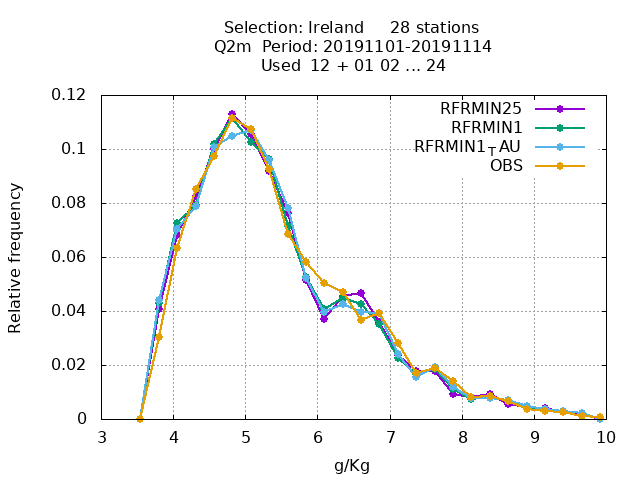 Selection: Ireland 28 stations
Q2m Period: 20191101-20191114
Used 12 + 01 02 ... 24
RFRMIN25
RFRMIN1
RFRMIN1TAU
OBS
Relative frequency
0.12
0.1
0.08
0.06
0.04
0.02
0
3 4 5 6 7 8 9 10
g/Kg